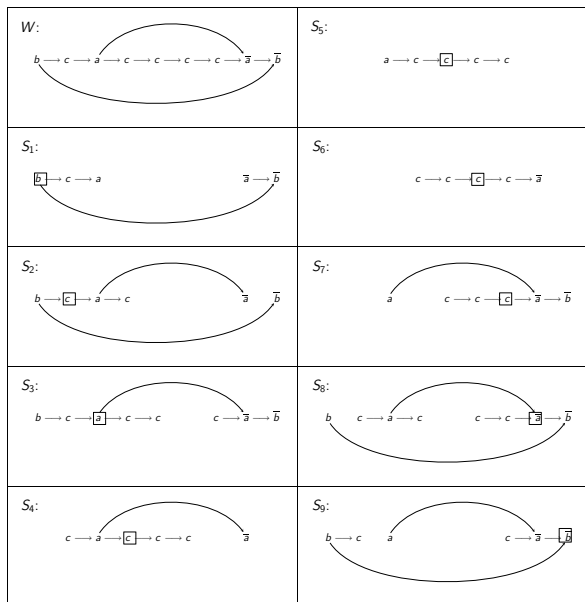 W:
b c a c c c c a̅ b̅
S₁:
b c a a̅ b̅
S₂:
b c a c a̅ b̅
S₃:
b c a c c c a̅ b̅
S₄:
c a c c c a̅
S₅:
a c c c c
S₆:
c c c c a̅
S₇:
a c c c a̅ b̅
S₈:
b c a c c c a̅ b̅
S₉:
b c a c a̅ b̅